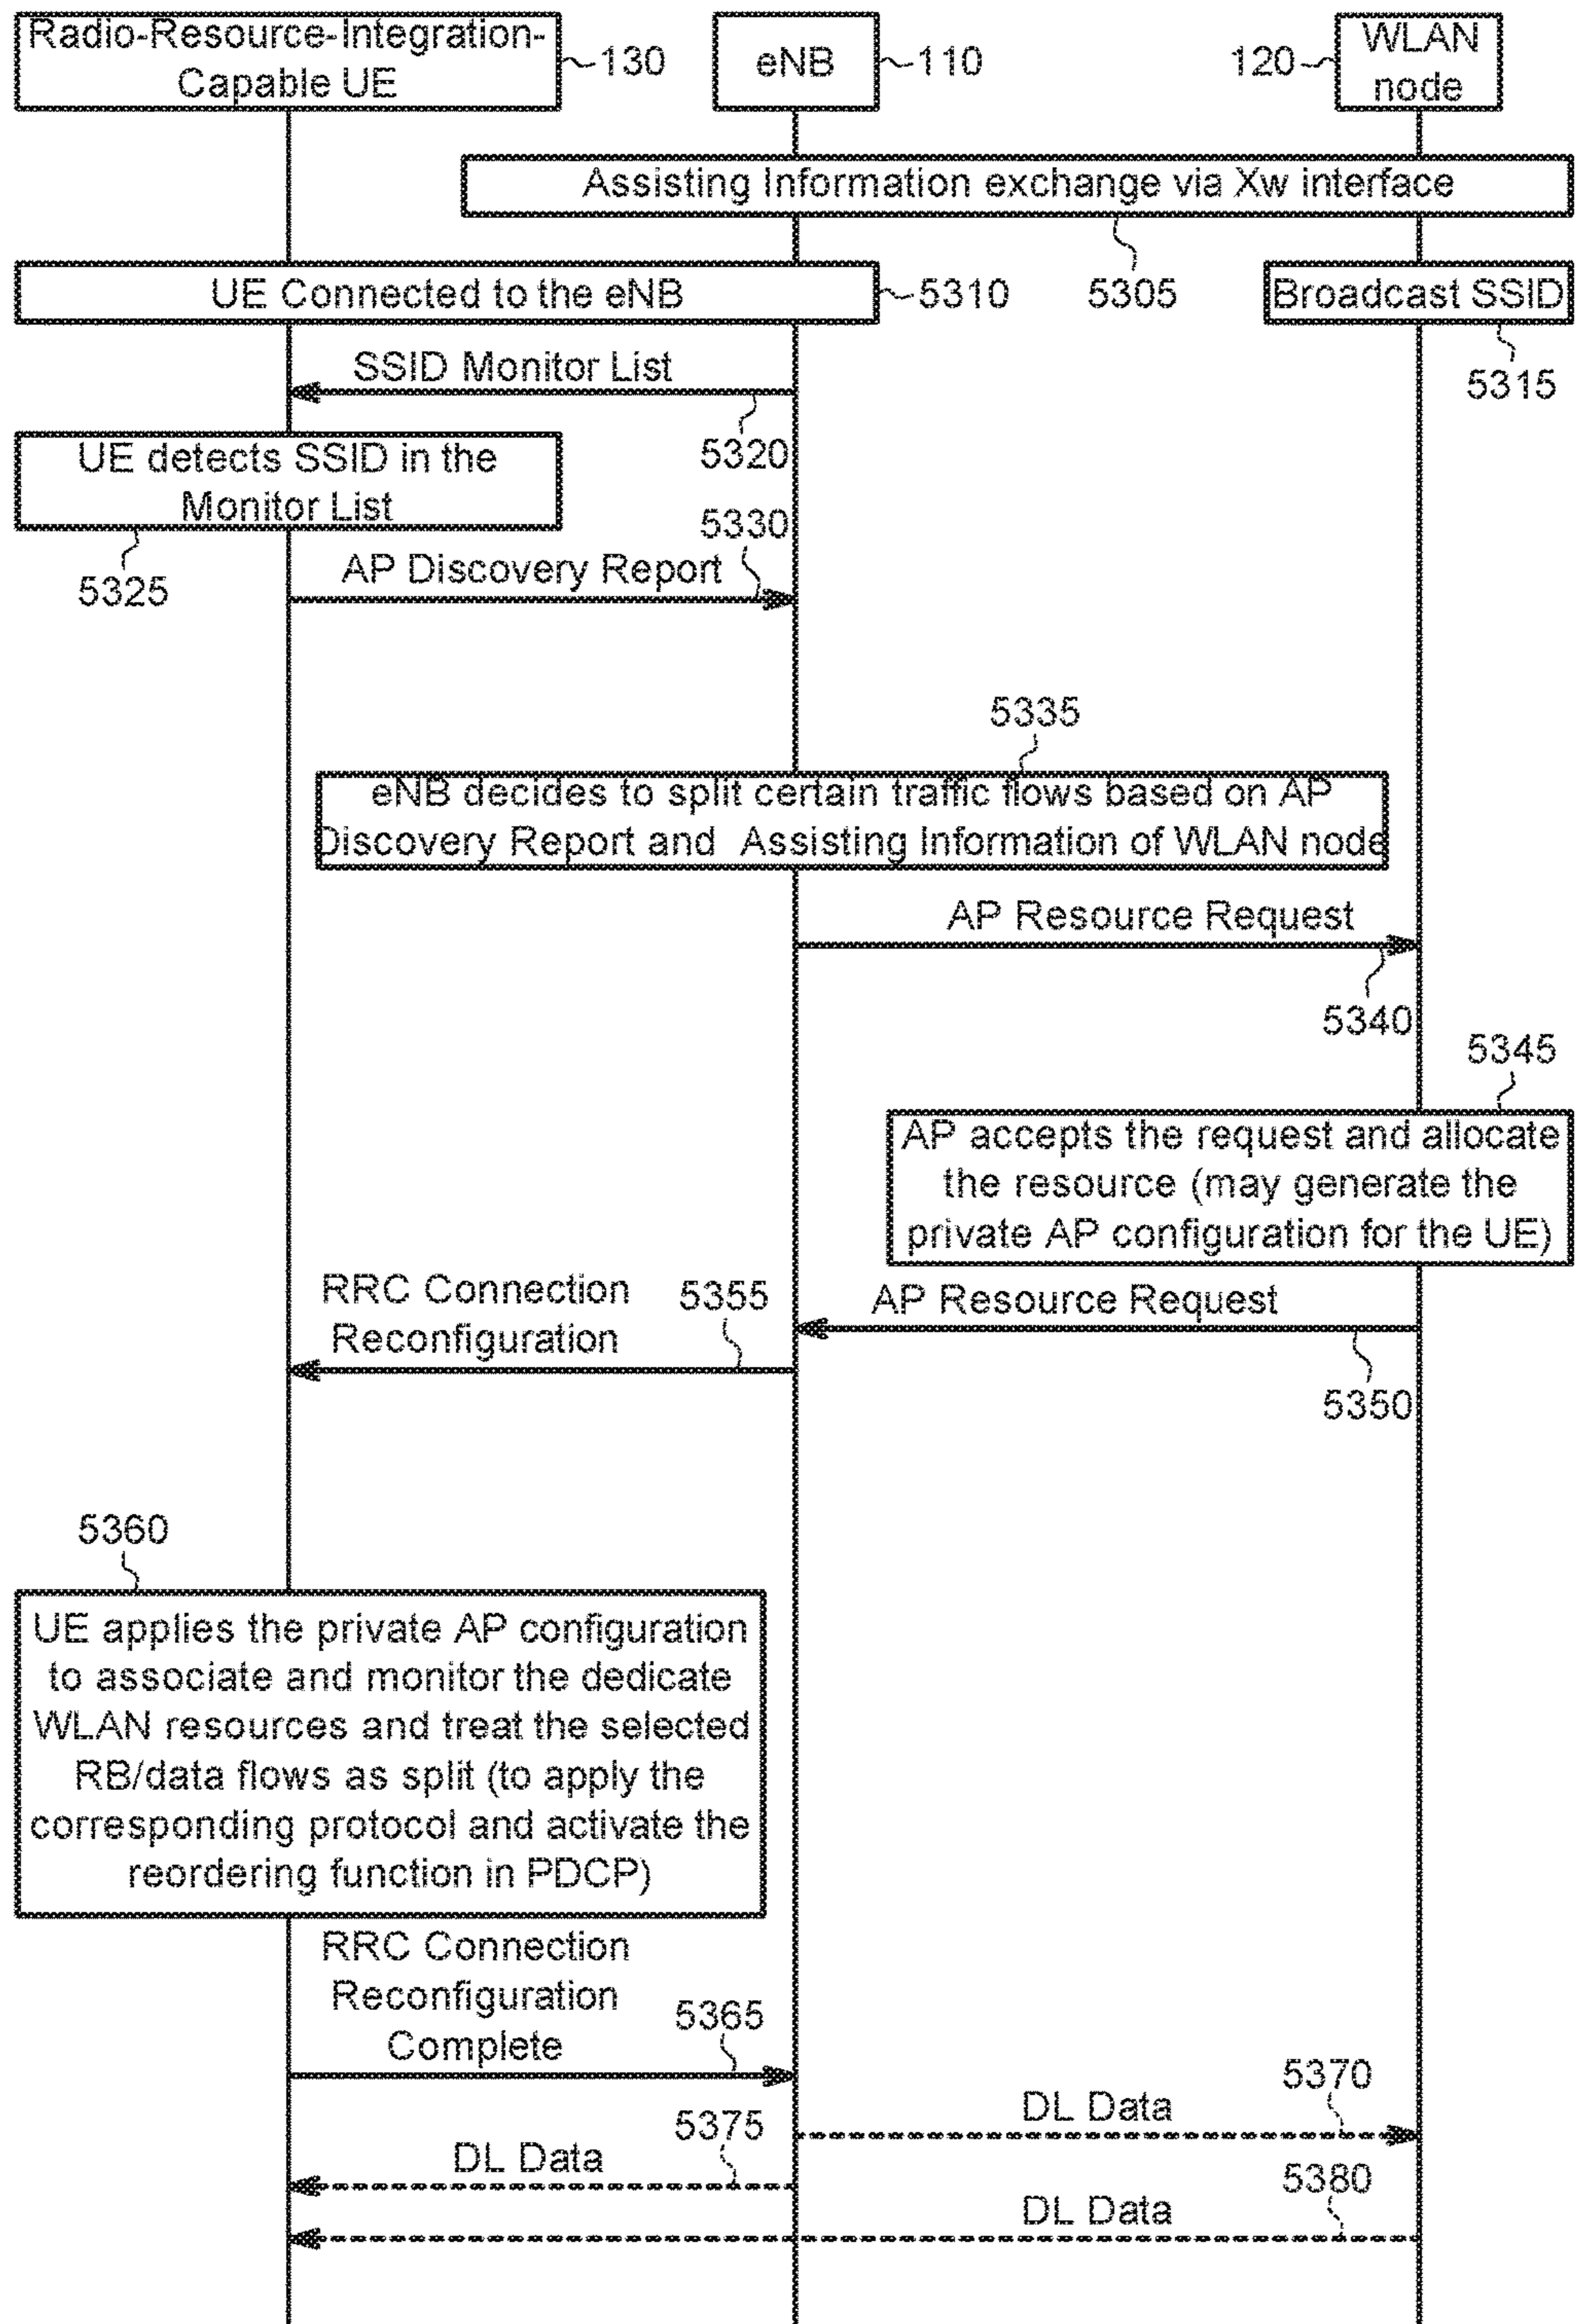 Radio-Resource-Integration-
Capable UE
130
eNB
110
120
WLAN
node
Assisting Information exchange via Xw interface
5305
UE Connected to the eNB
5310
Broadcast SSID
5315
SSID Monitor List
5320
UE detects SSID in the
Monitor List
5325
5330
AP Discovery Report
5335
eNB decides to split certain traffic flows based on AP
Discovery Report and Assisting Information of WLAN node
AP Resource Request
5340
5345
AP accepts the request and allocate
the resource (may generate the
private AP configuration for the UE)
RRC Connection
Reconfiguration
5355
AP Resource Request
5350
5360
UE applies the private AP configuration
to associate and monitor the dedicate
WLAN resources and treat the selected
RB/data flows as split (to apply the
corresponding protocol and activate the
reordering function in PDCP)
RRC Connection
Reconfiguration
Complete
5365
5370
DL Data
5375
DL Data
5380
DL Data